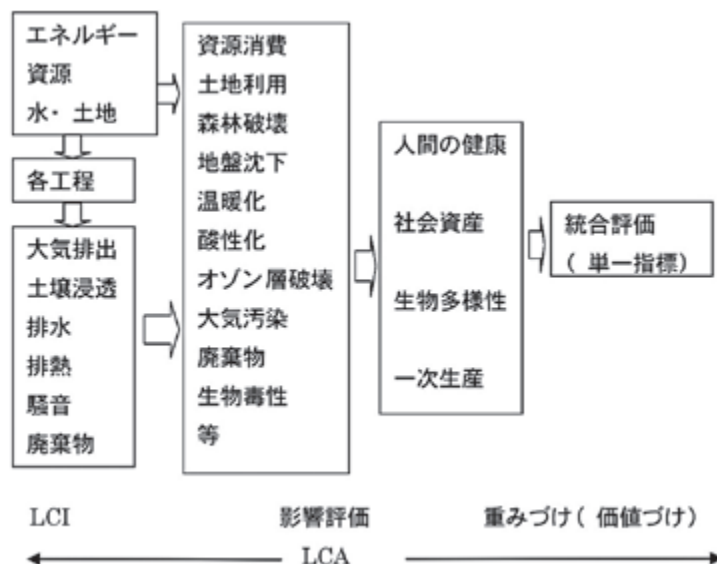 エネルギー
資源
水・土地
各工程
大気排出
土壌浸透
排水
排熱
騒音
廃棄物
資源消費
土地利用
森林破壊
地盤沈下
温暖化
酸性化
オゾン層破壊
大気汚染
廃棄物
生物毒性
等
人間の健康
社会資産
生物多様性
一次生産
統合評価
(単一指標)
LCI
影響評価
重みづけ(価値づけ)
LCA